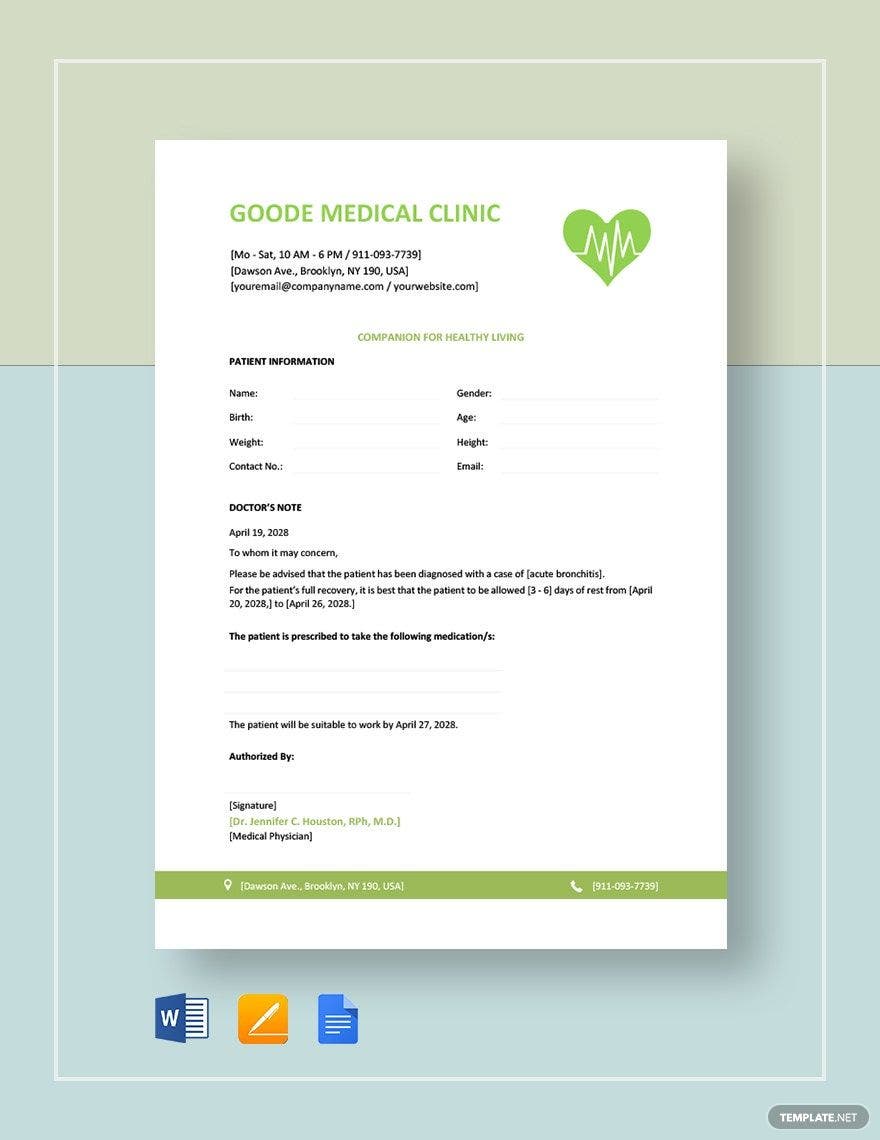 GOODE MEDICAL CLINIC
[Mo - Sat, 10 AM - 6 PM / 911-093-7739]
[Dawson Ave., Brooklyn, NY 190, USA]
[youremail@companyname.com / yourwebsite.com]
COMPANION FOR HEALTHY LIVING
PATIENT INFORMATION
Name: Gender:
Birth: Age:
Weight: Height:
Contact No.: Email:
DOCTOR'S NOTE
April 19, 2028
To whom it may concern,
Please be advised that the patient has been diagnosed with a case of [acute bronchitis].
For the patient's full recovery, it is best that the patient to be allowed [3 - 6] days of rest from [April
20, 2028,] to [April 26, 2028.]
The patient is prescribed to take the following medication/s:
The patient will be suitable to work by April 27, 2028.
Authorized By:
[Signature]
[Dr. Jennifer C. Houston, RPh, M.D.]
[Medical Physician]
[Dawson Ave., Brooklyn, NY 190, USA] [911-093-7739]
W
TEMPLATE.NET